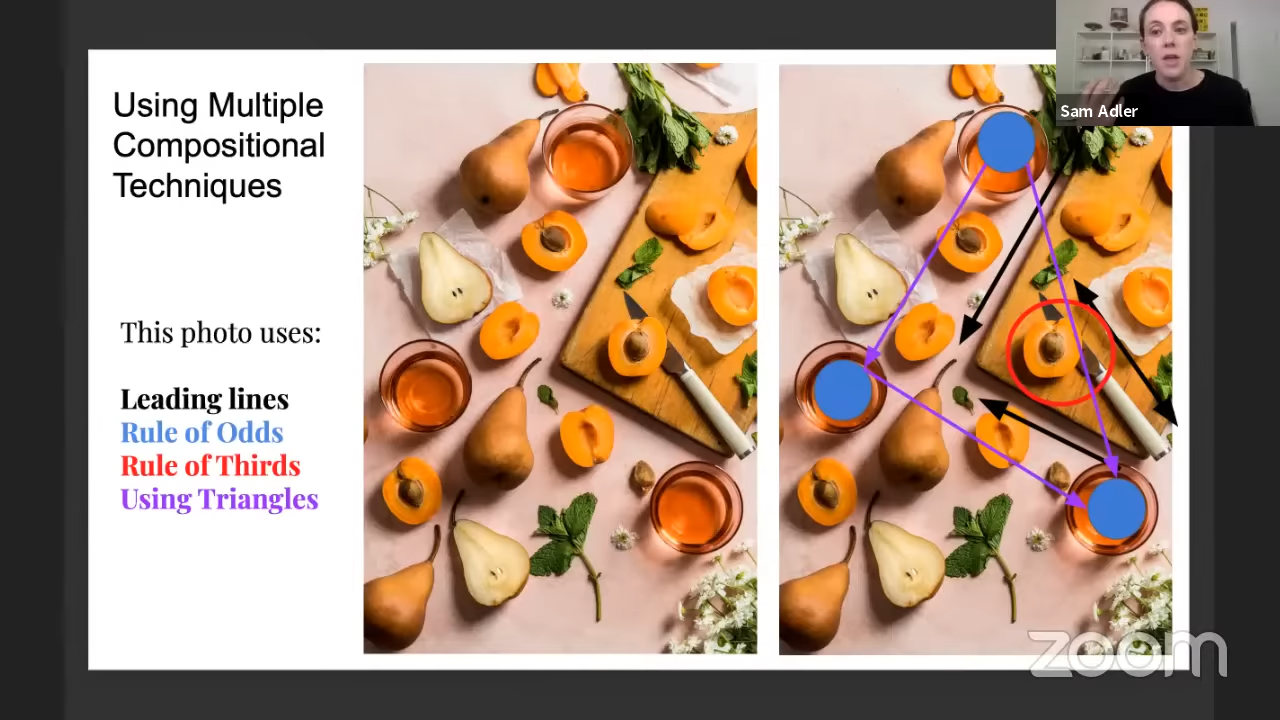 Using Multiple
Compositional
Techniques
This photo uses:
Leading lines
Rule of Odds
Rule of Thirds
Using Triangles
Sam Adler
zoom